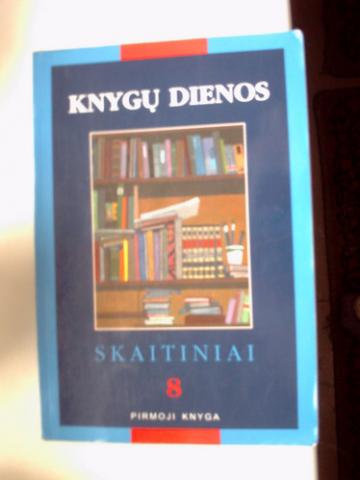 KNYGŲ DIENOS
SKAITINIAI
8
PIRMOJI KNYGA